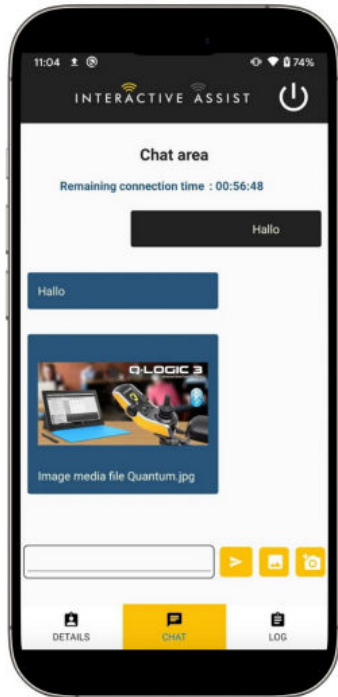 11:04
74%
INTERACTIVE ASSIST
Chat area
Remaining connection time : 00:56:48
Hallo
Hallo
Q-LOGIC 3
Image media file Quantum.jpg
DETAILS
CHAT
LOG